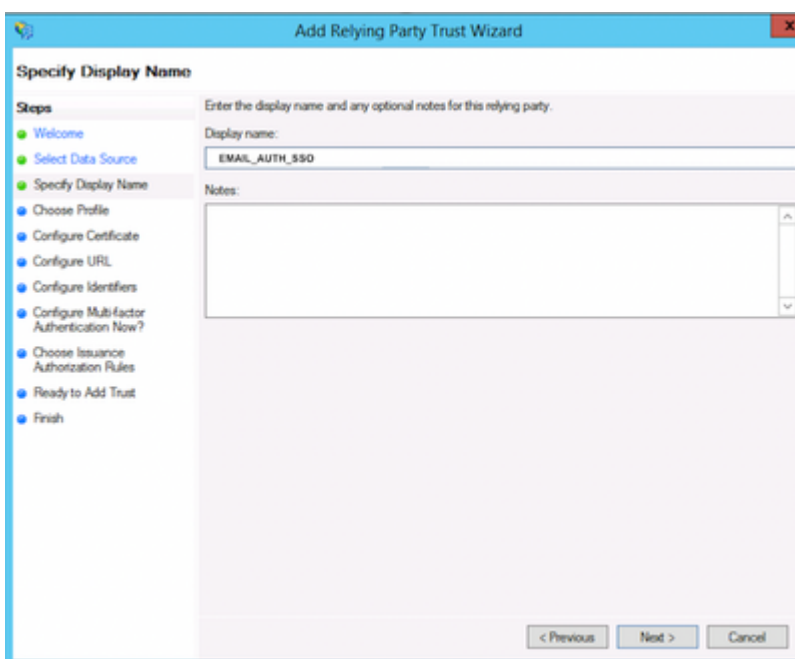 Add Relying Party Trust Wizard
x
Specify Display Name
Steps
Welcome
Select Data Source
Specify Display Name
Choose Profile
Configure Certificate
Configure URL
Configure Identifiers
Configure Multi-factor
Authentication Now?
Choose Issuance
Authorization Rules
Ready to Add Trust
Finish
Enter the display name and any optional notes for this relying party.
Display name:
EMAIL_AUTH_SSO
Notes:
< Previous
Next >
Cancel